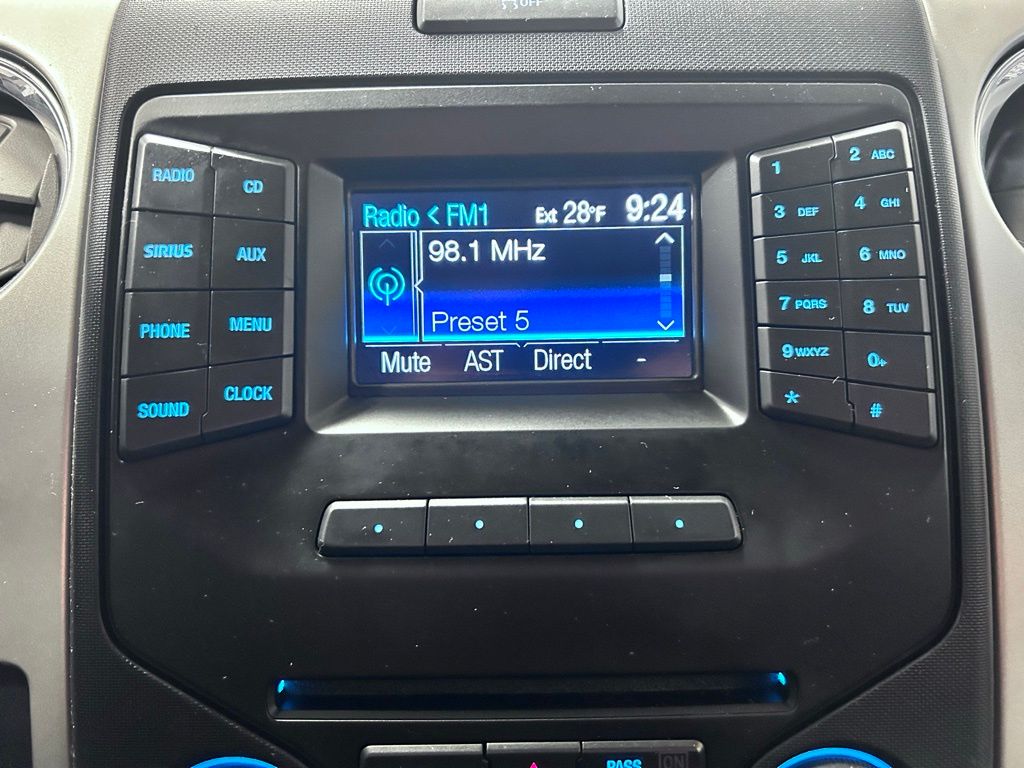 OFF
RADIO
CD
SIRIUS
AUX
PHONE
MENU
SOUND
CLOCK
Radio < FM1 Ext 28°F 9:24
98.1 MHz
Preset 5
Mute AST Direct -
1
2 ABC
3 DEF
4 GHI
5 JKL
6 MNO
7 PQRS
8 TUV
9 WXYZ
0+
*
#
PASS
ON